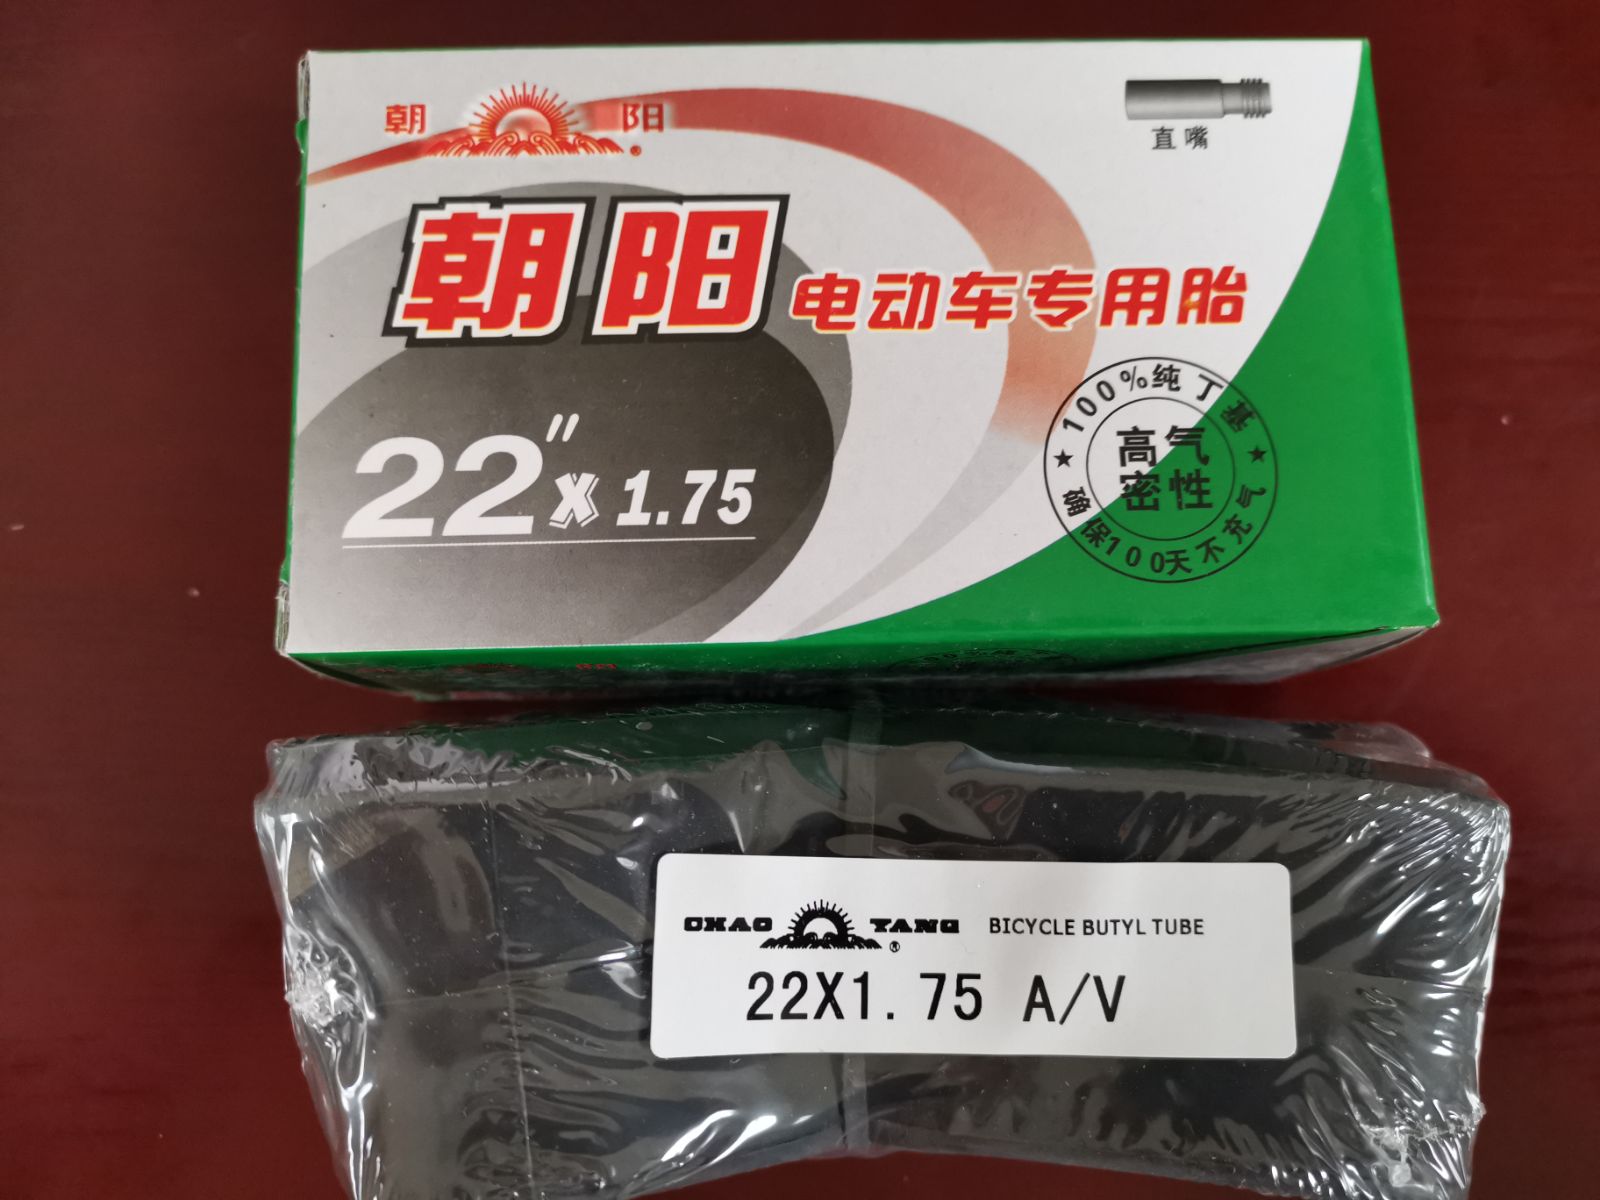 朝 阳 ®
直嘴
朝阳 电动车专用胎
22" x 1.75
★ 100%纯丁基 ★
高气
密性
确保100天不充气
CHAO YANG ® BICYCLE BUTYL TUBE
22X1.75 A/V